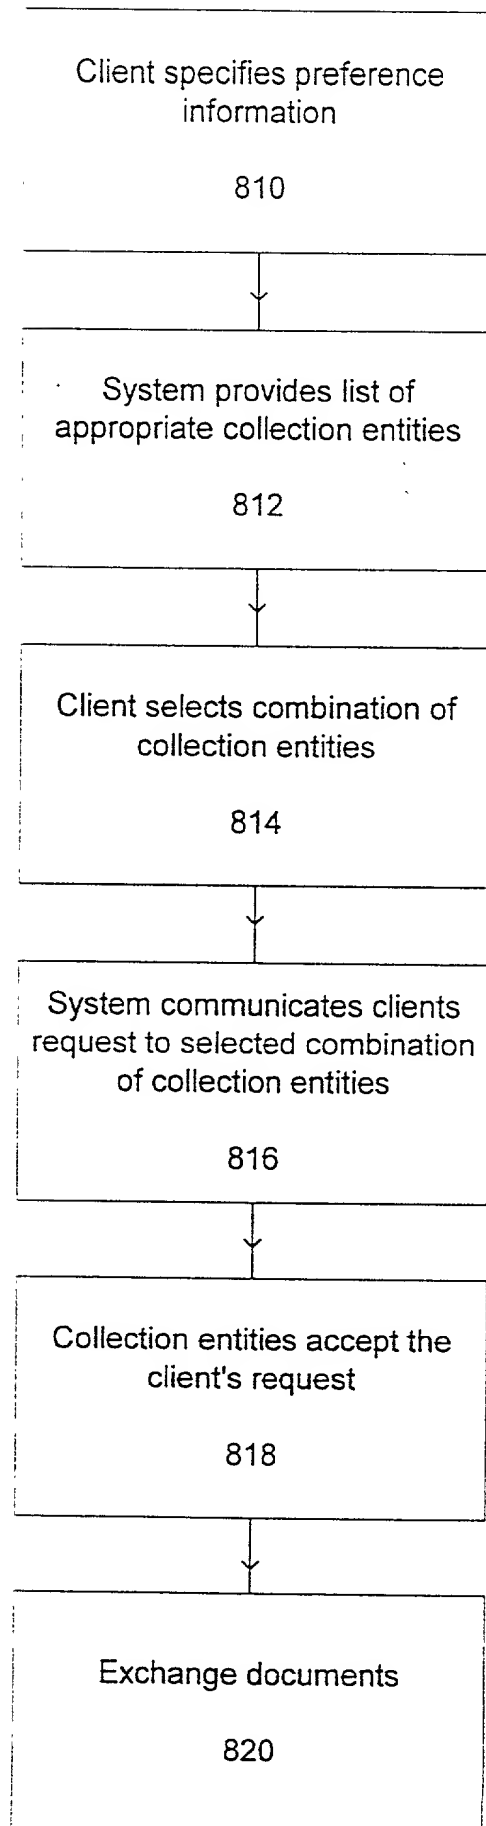 Client specifies preference
information
810
System provides list of
appropriate collection entities
812
Client selects combination of
collection entities
814
System communicates clients
request to selected combination
of collection entities
816
Collection entities accept the
client's request
818
Exchange documents
820